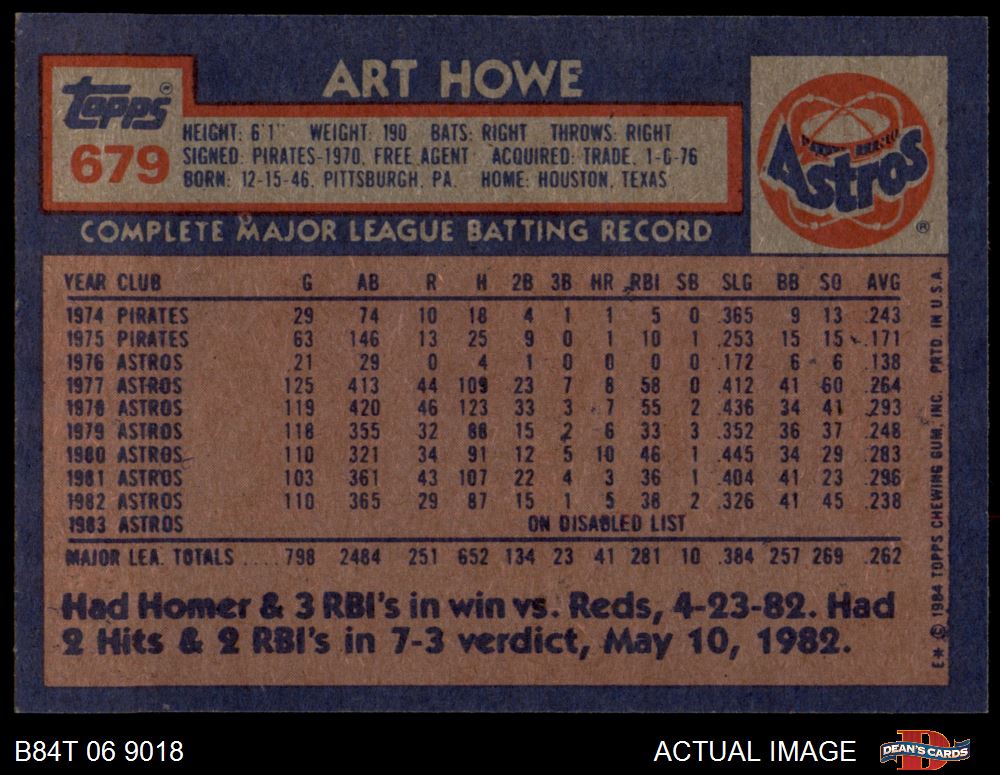 ART HOWE
Topps®
679
HEIGHT: 6'1" WEIGHT: 190 BATS: RIGHT THROWS: RIGHT
SIGNED: PIRATES-1970, FREE AGENT ACQUIRED: TRADE, 1-6-76
BORN: 12-15-46, PITTSBURGH, PA. HOME: HOUSTON, TEXAS
Astros
®
COMPLETE MAJOR LEAGUE BATTING RECORD
YEAR CLUB G AB R H 2B 3B HR RBI SB SLG BB SO AVG
1974 PIRATES 29 74 10 18 4 1 1 5 0 .365 9 13 .243
1975 PIRATES 63 146 13 25 9 0 1 10 1 .253 15 15 .171
1976 ASTROS 21 29 0 4 1 0 0 0 0 .172 6 6 .138
1977 ASTROS 125 413 44 109 23 7 8 58 0 .412 41 60 .264
1978 ASTROS 119 420 46 123 33 3 7 55 2 .436 34 41 .293
1979 ASTROS 118 355 32 88 15 2 6 33 3 .352 36 37 .248
1980 ASTROS 110 321 34 91 12 5 10 46 1 .445 34 29 .283
1981 ASTROS 103 361 43 107 22 4 3 36 1 .404 41 23 .296
1982 ASTROS 110 365 29 87 15 1 5 38 2 .326 41 45 .238
1983 ASTROS ON DISABLED LIST
MAJOR LEA. TOTALS .... 798 2484 251 652 134 23 41 281 10 .384 257 269 .262
Had Homer & 3 RBI's in win vs. Reds, 4-23-82. Had
2 Hits & 2 RBI's in 7-3 verdict, May 10, 1982.
E* © 1984 TOPPS CHEWING GUM, INC. PRTD. IN U.S.A.
B84T 06 9018
ACTUAL IMAGE
DEAN'S CARDS